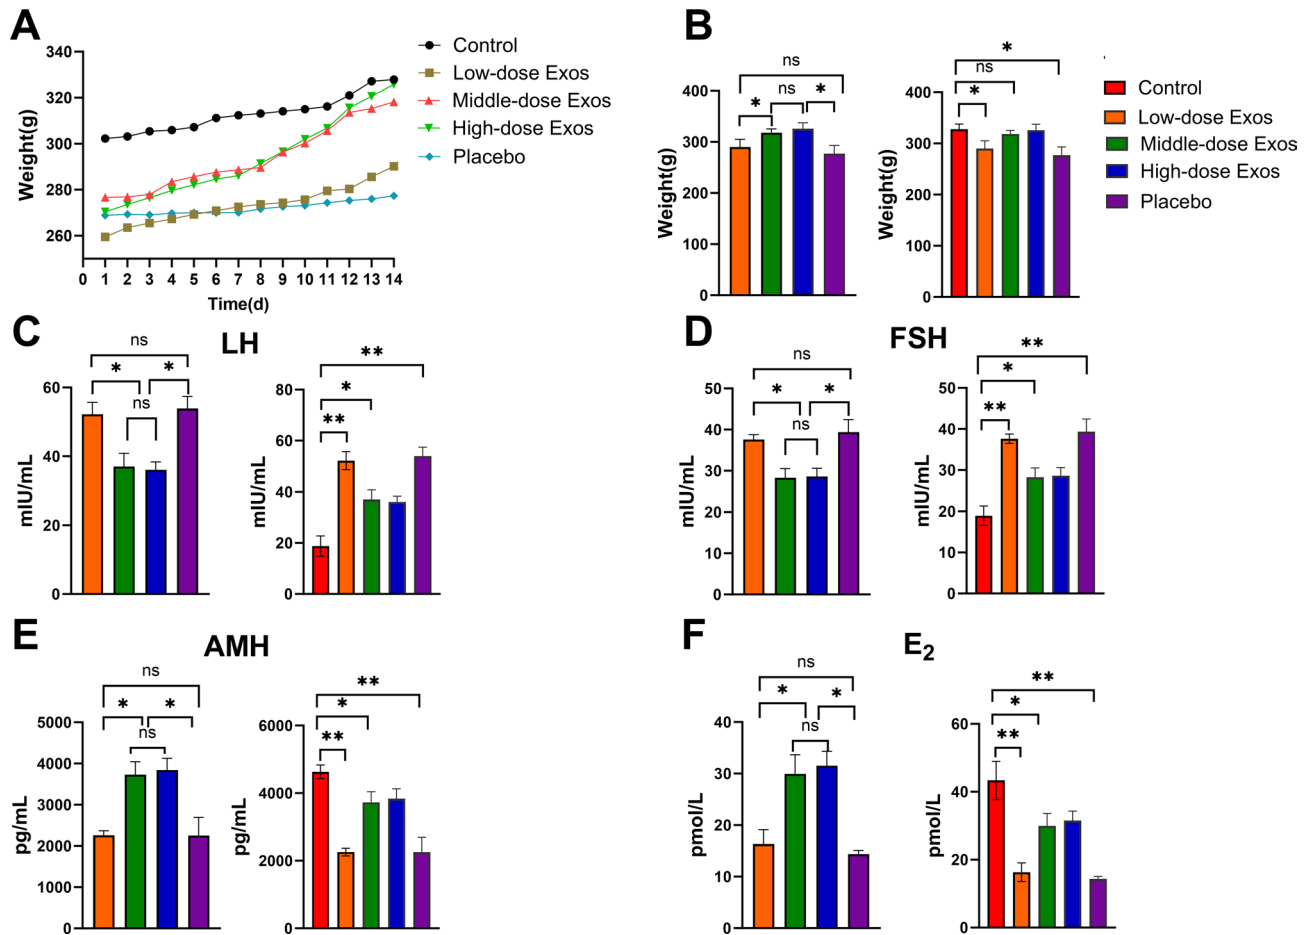 A
340
320
300
280
260
Weight(g)
0 1 2 3 4 5 6 7 8 9 10 11 12 13 14
Time(d)
Control
Low-dose Exos
Middle-dose Exos
High-dose Exos
Placebo
B
ns
ns
* *
400
300
200
100
0
Weight(g)
*
ns
*
400
300
200
100
0
Weight(g)
Control
Low-dose Exos
Middle-dose Exos
High-dose Exos
Placebo
C
LH
ns
* *
ns
60
40
20
0
mIU/mL
**
*
**
80
60
40
20
0
mIU/mL
D
FSH
ns
* *
ns
50
40
30
20
10
0
mIU/mL
**
*
**
50
40
30
20
10
0
mIU/mL
E
AMH
ns
* *
ns
5000
4000
3000
2000
1000
0
pg/mL
**
*
**
6000
4000
2000
0
pg/mL
F
E2
ns
* *
ns
40
30
20
10
0
pmol/L
**
*
**
60
40
20
0
pmol/L